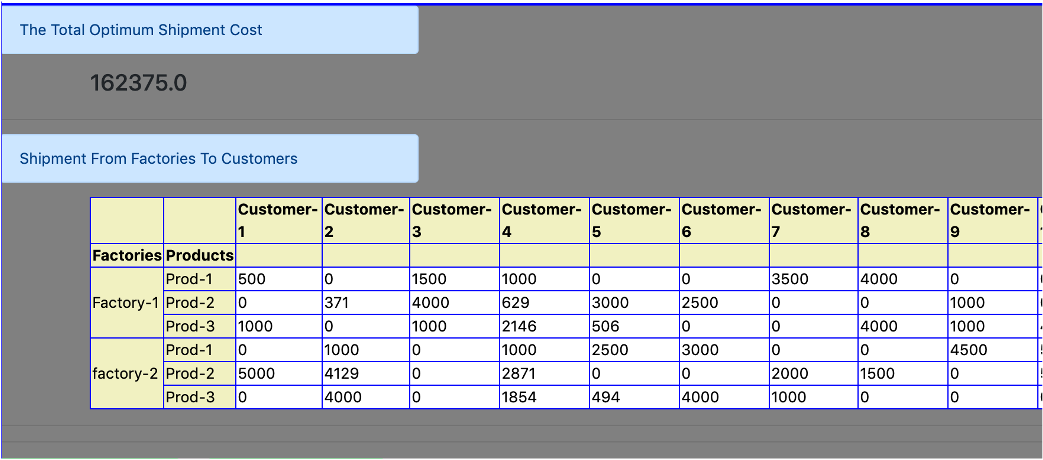 The Total Optimum Shipment Cost
162375.0
Shipment From Factories To Customers
Customer- Customer- Customer- Customer- Customer- Customer- Customer- Customer- Customer-
1 2 3 4 5 6 7 8 9
Factories Products
Prod-1 500 0 1500 1000 0 0 3500 4000 0
Factory-1 Prod-2 0 371 4000 629 3000 2500 0 0 1000
Prod-3 1000 0 1000 2146 506 0 0 4000 1000
Prod-1 0 1000 0 1000 2500 3000 0 0 4500
factory-2 Prod-2 5000 4129 0 2871 0 0 2000 1500 0
Prod-3 0 4000 0 1854 494 4000 1000 0 0